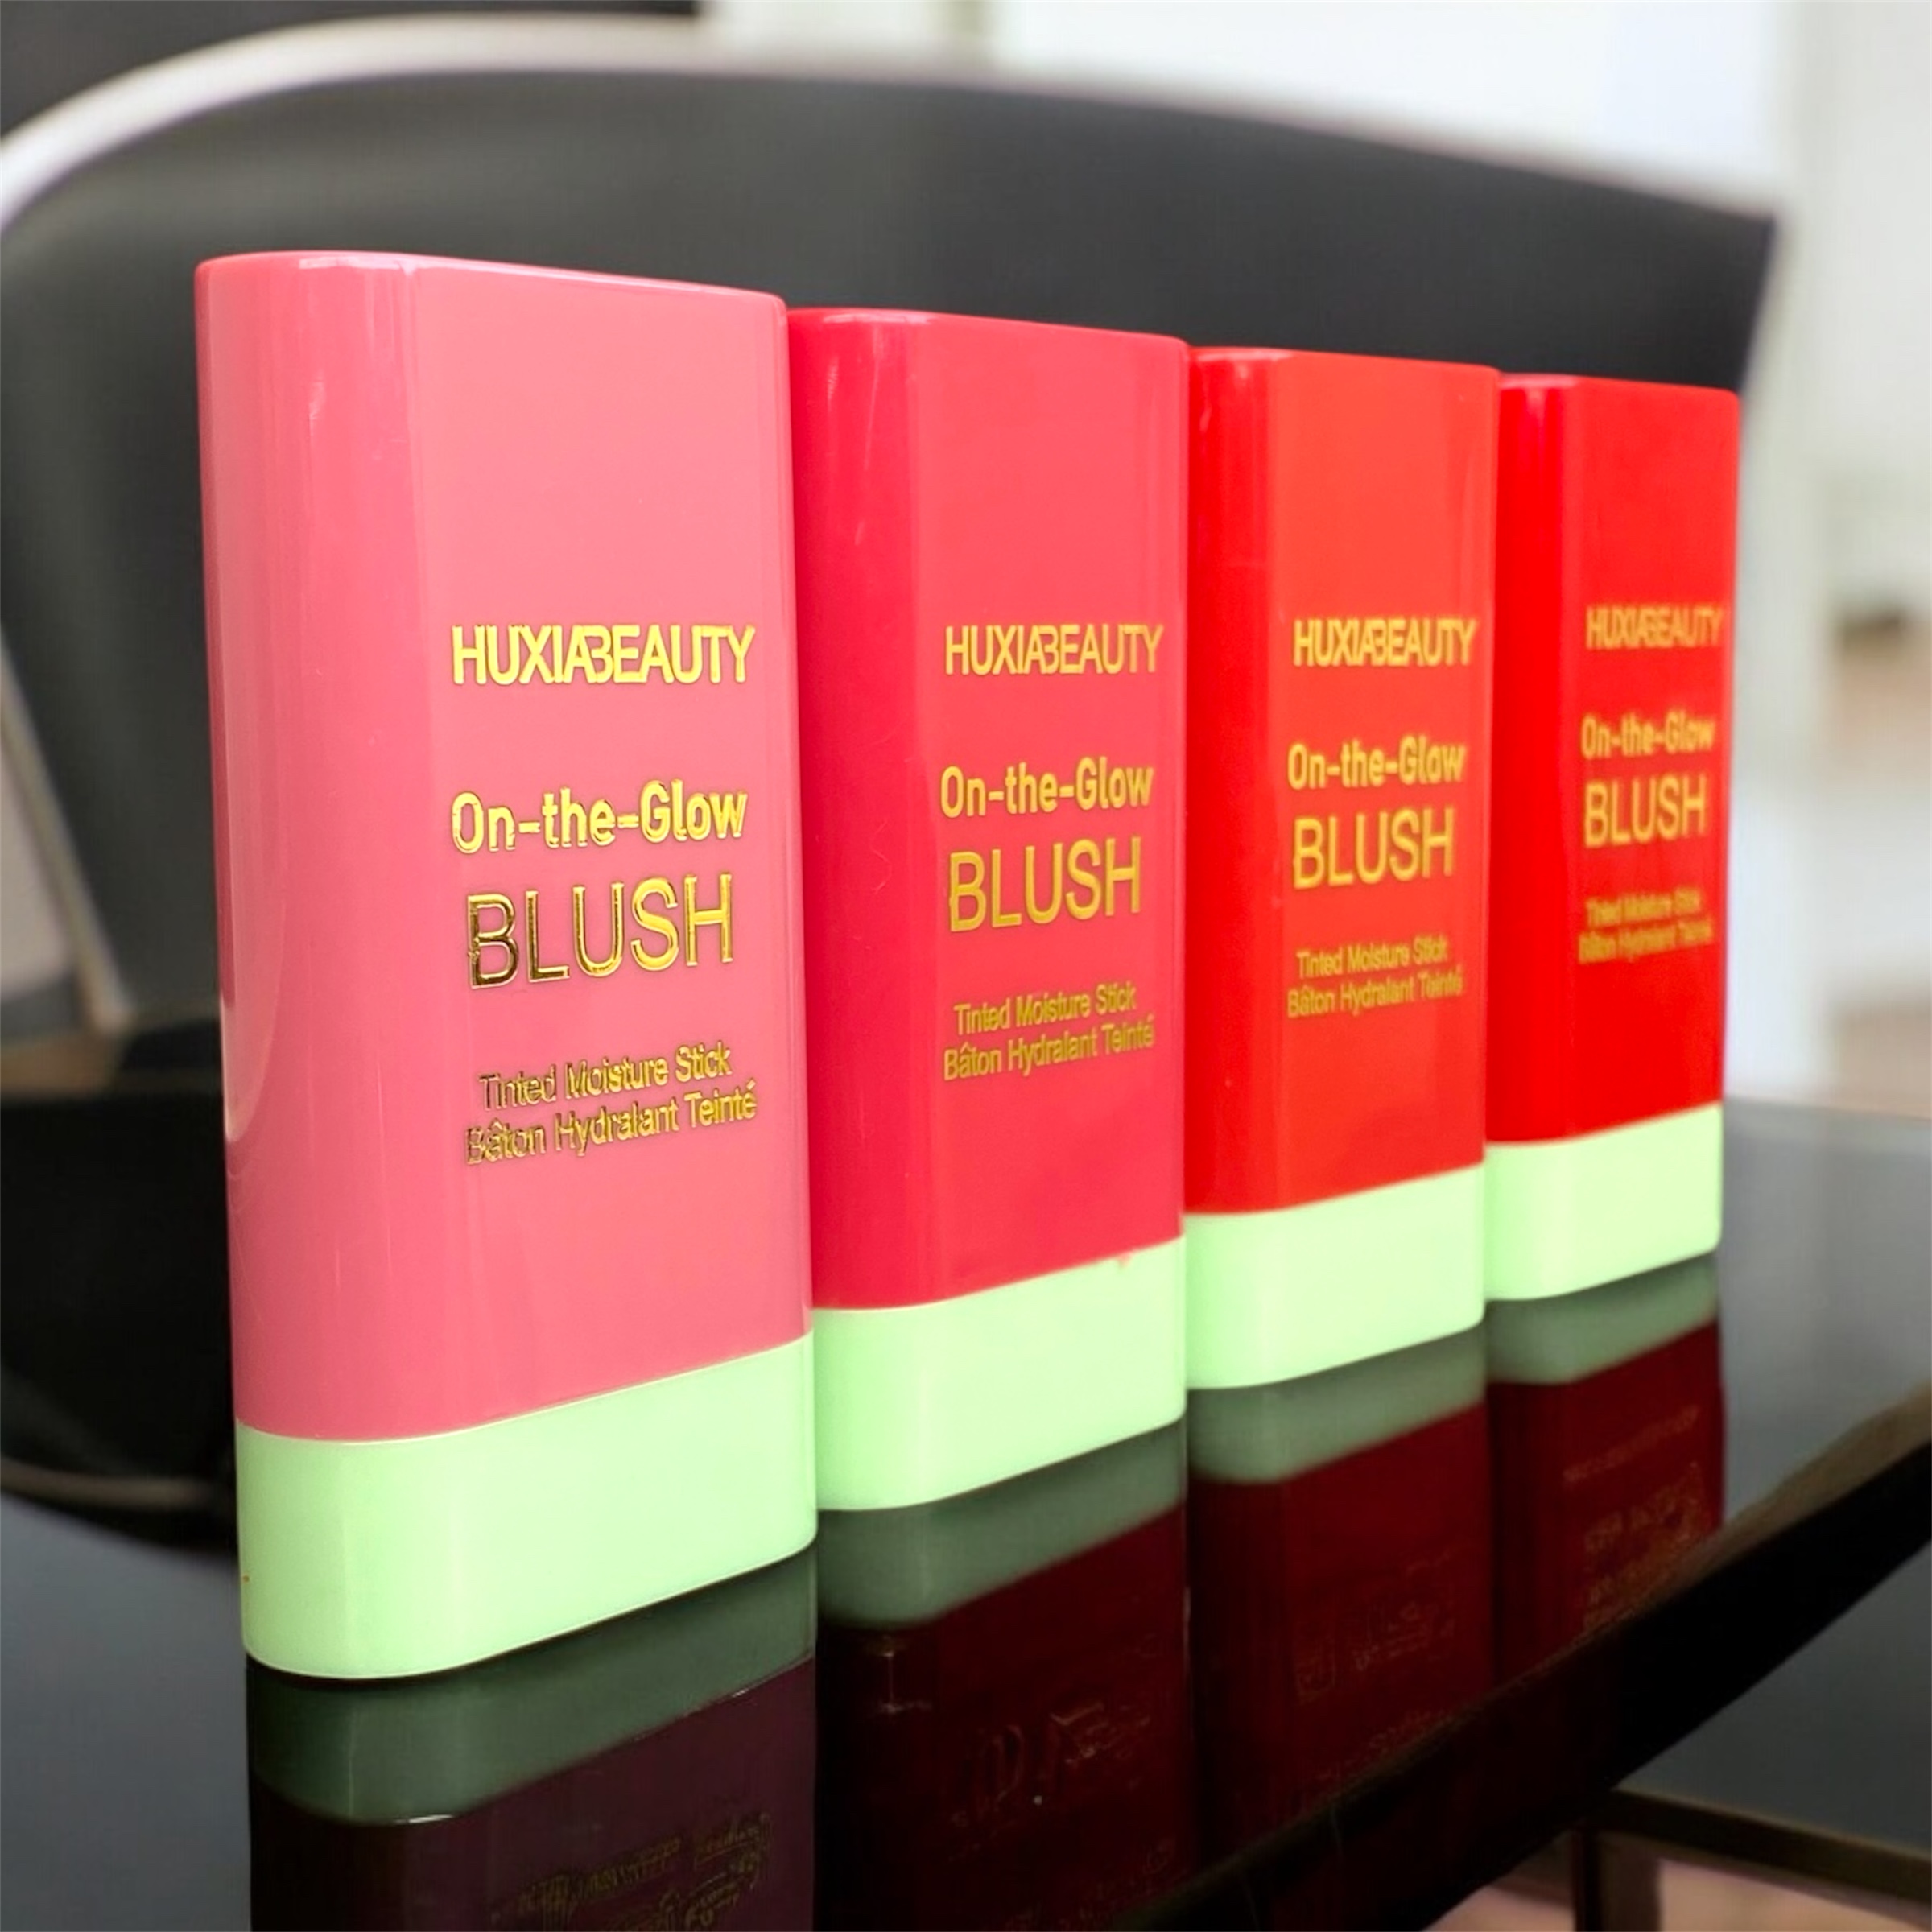 HUXIABEAUTY
On-the-Glow
BLUSH
Tinted Moisture Stick
Bâton Hydralant Teinté
HUXIABEAUTY
On-the-Glow
BLUSH
Tinted Moisture Stick
Bâton Hydralant Teinté
HUXIABEAUTY
On-the-Glow
BLUSH
Tinted Moisture Stick
Bâton Hydralant Teinté
HUXIABEAUTY
On-the-Glow
BLUSH
Tinted Moisture Stick
Bâton Hydralant Teinté